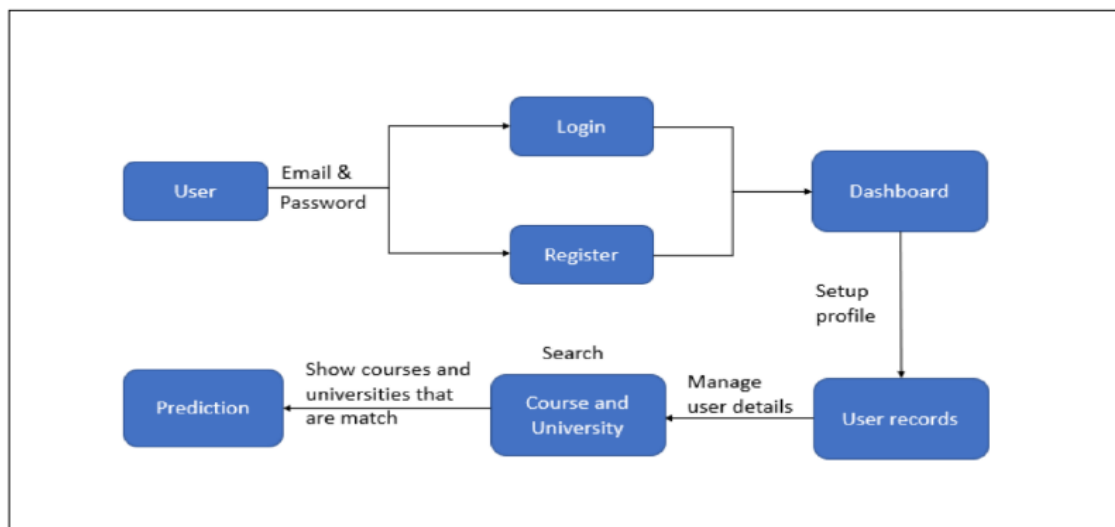 Login
User
Email &
Password
Dashboard
Register
Setup
profile
Search
Show courses and
universities that
are match
Prediction
Course and
University
Manage
user details
User records